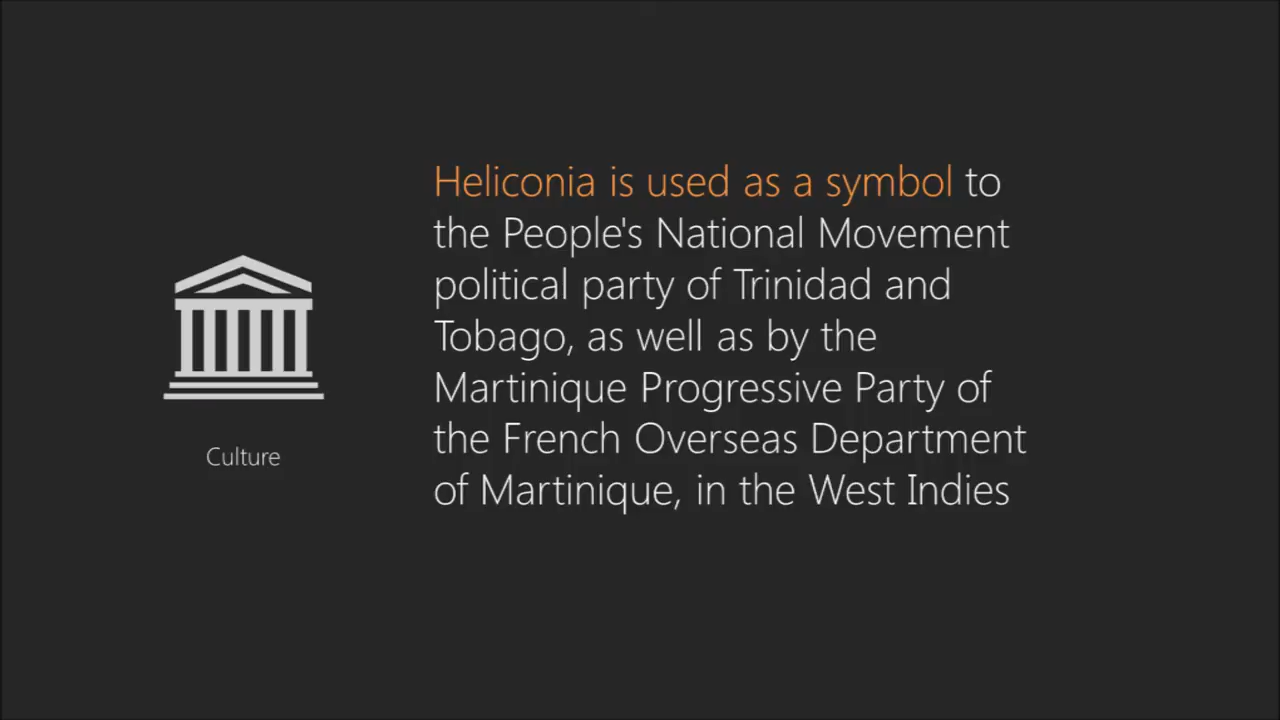 Heliconia is used as a symbol to
the People's National Movement
political party of Trinidad and
Tobago, as well as by the
Martinique Progressive Party of
the French Overseas Department
of Martinique, in the West Indies
Culture